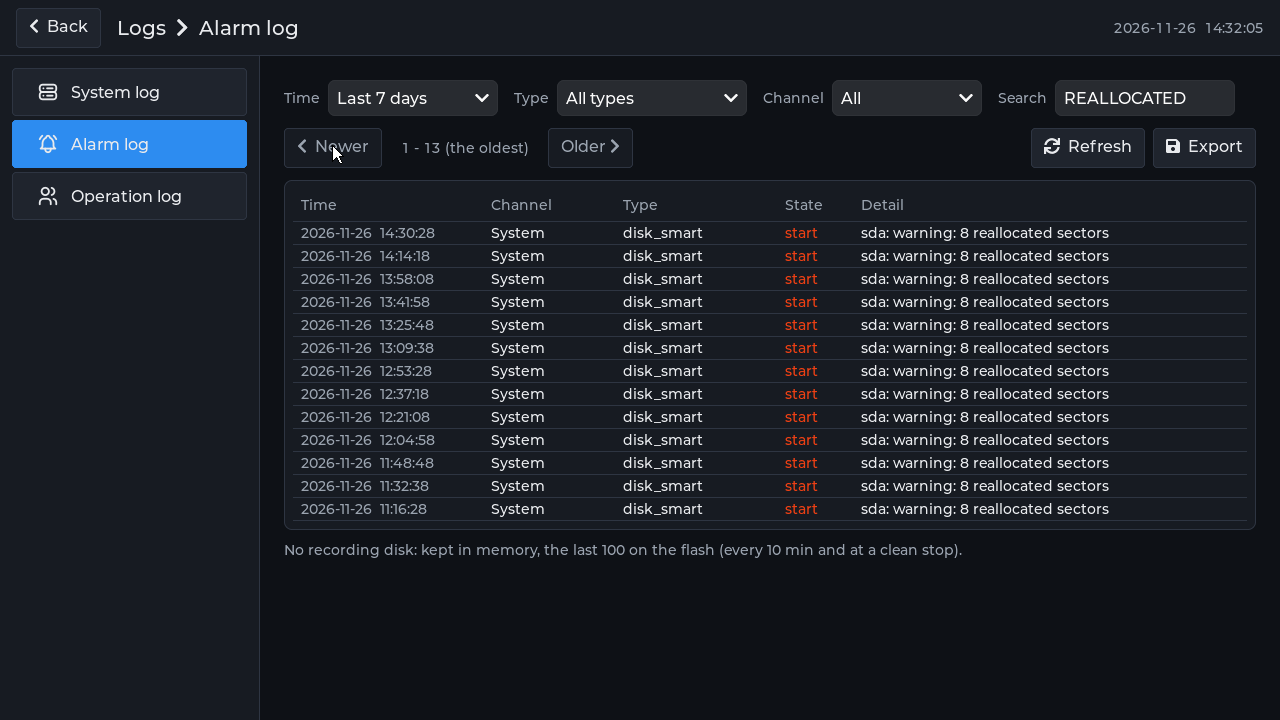 Back Logs Alarm log 2026-11-26 14:32:05
System log
Alarm log
Operation log
Time Last 7 days Type All types Channel All Search REALLOCATED
Newer 1 - 13 (the oldest) Older Refresh Export
Time Channel Type State Detail
2026-11-26 14:30:28 System disk_smart start sda: warning: 8 reallocated sectors
2026-11-26 14:14:18 System disk_smart start sda: warning: 8 reallocated sectors
2026-11-26 13:58:08 System disk_smart start sda: warning: 8 reallocated sectors
2026-11-26 13:41:58 System disk_smart start sda: warning: 8 reallocated sectors
2026-11-26 13:25:48 System disk_smart start sda: warning: 8 reallocated sectors
2026-11-26 13:09:38 System disk_smart start sda: warning: 8 reallocated sectors
2026-11-26 12:53:28 System disk_smart start sda: warning: 8 reallocated sectors
2026-11-26 12:37:18 System disk_smart start sda: warning: 8 reallocated sectors
2026-11-26 12:21:08 System disk_smart start sda: warning: 8 reallocated sectors
2026-11-26 12:04:58 System disk_smart start sda: warning: 8 reallocated sectors
2026-11-26 11:48:48 System disk_smart start sda: warning: 8 reallocated sectors
2026-11-26 11:32:38 System disk_smart start sda: warning: 8 reallocated sectors
2026-11-26 11:16:28 System disk_smart start sda: warning: 8 reallocated sectors
No recording disk: kept in memory, the last 100 on the flash (every 10 min and at a clean stop).